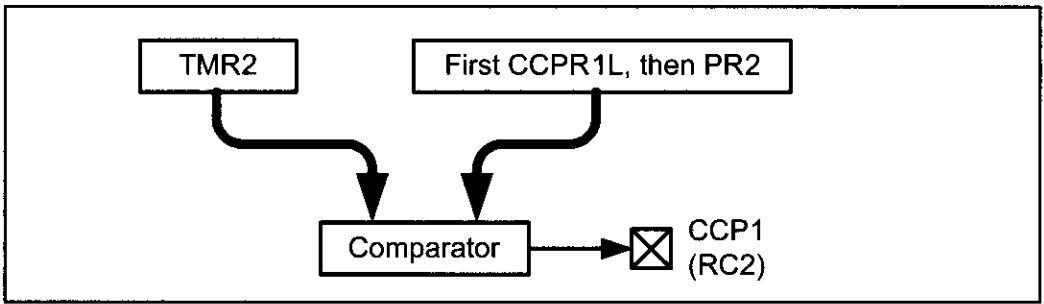 TMR2
First CCPR1L, then PR2
Comparator
CCP1
(RC2)